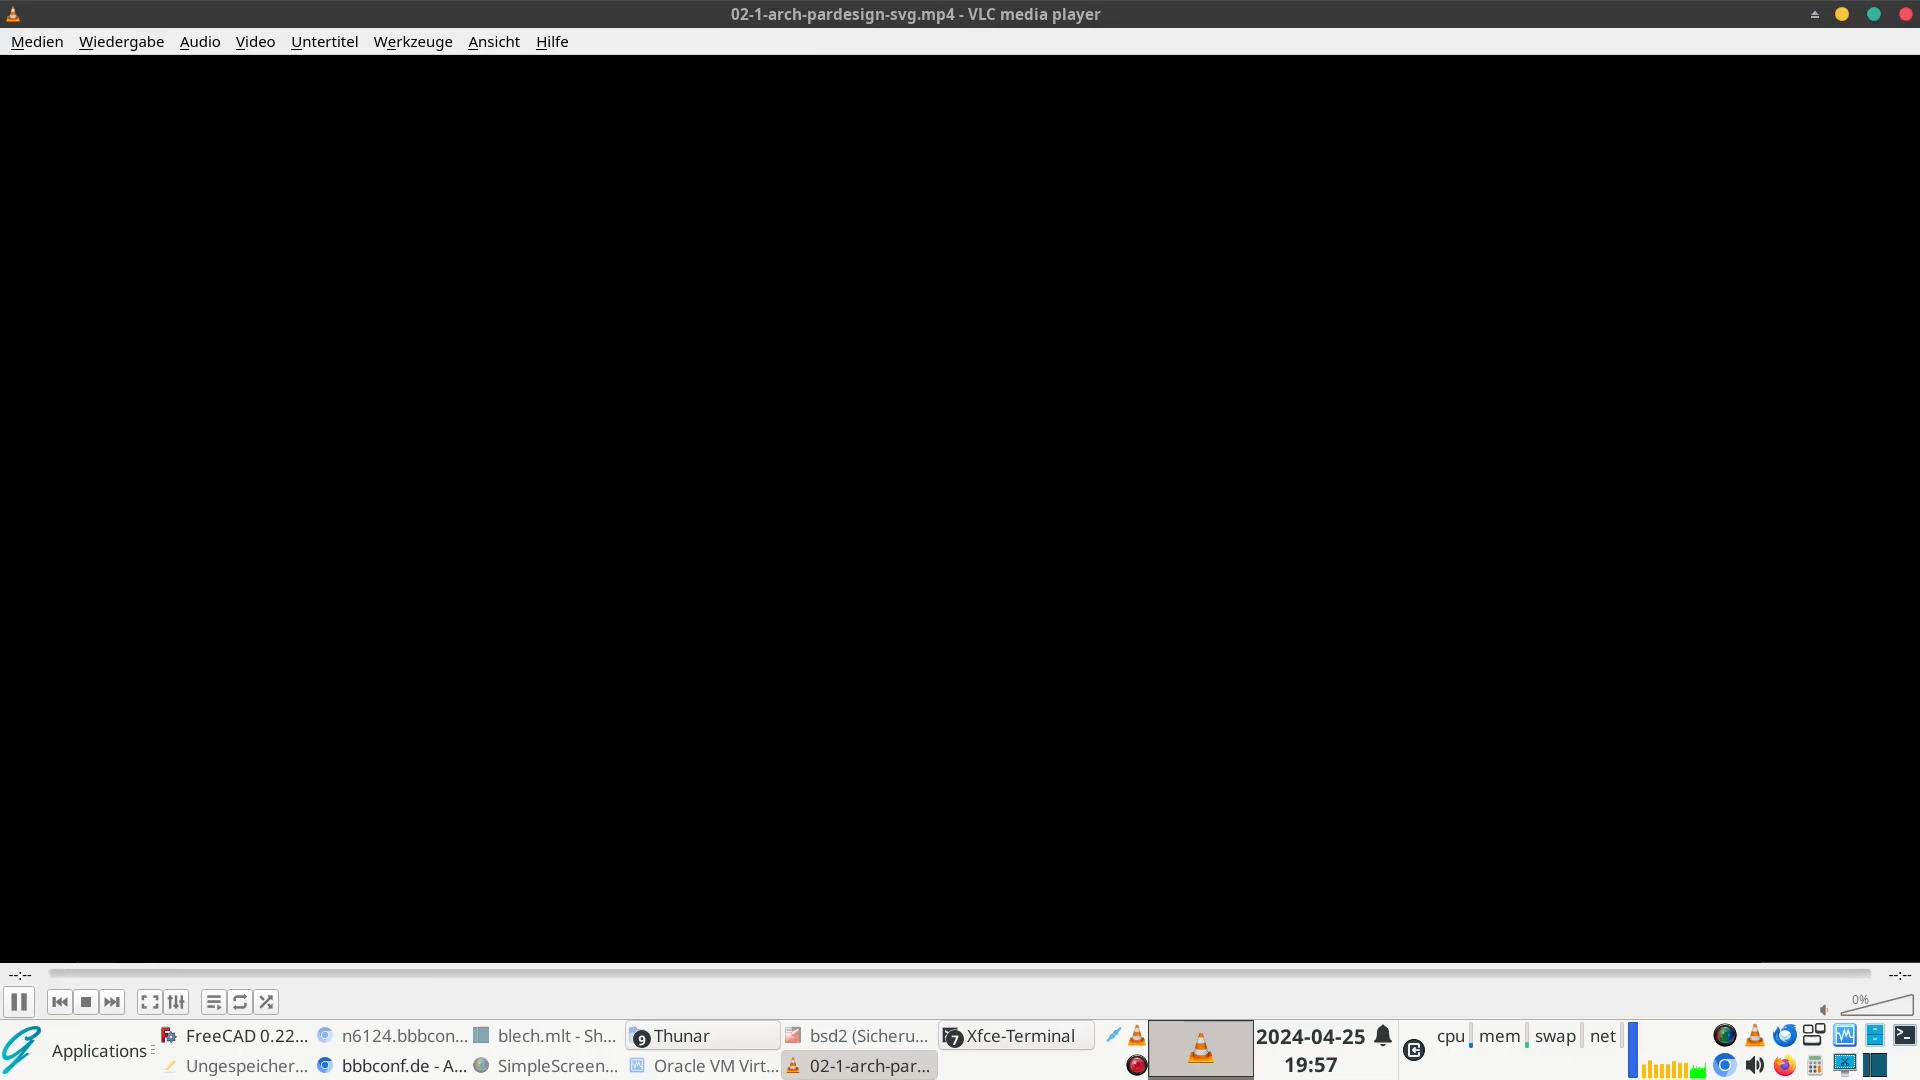 02-1-arch-pardesign-svg.mp4 - VLC media player
Medien Wiedergabe Audio Video Untertitel Werkzeuge Ansicht Hilfe
--:-- --:--
0%
Applications
FreeCAD 0.22... n6124.bbbcon... blech.mlt - Sh... 9 Thunar bsd2 (Sicheru... 7 Xfce-Terminal
Ungespeicher... bbbconf.de - A... SimpleScreen... Oracle VM Virt... 02-1-arch-par...
2024-04-25
19:57
cpu mem swap net